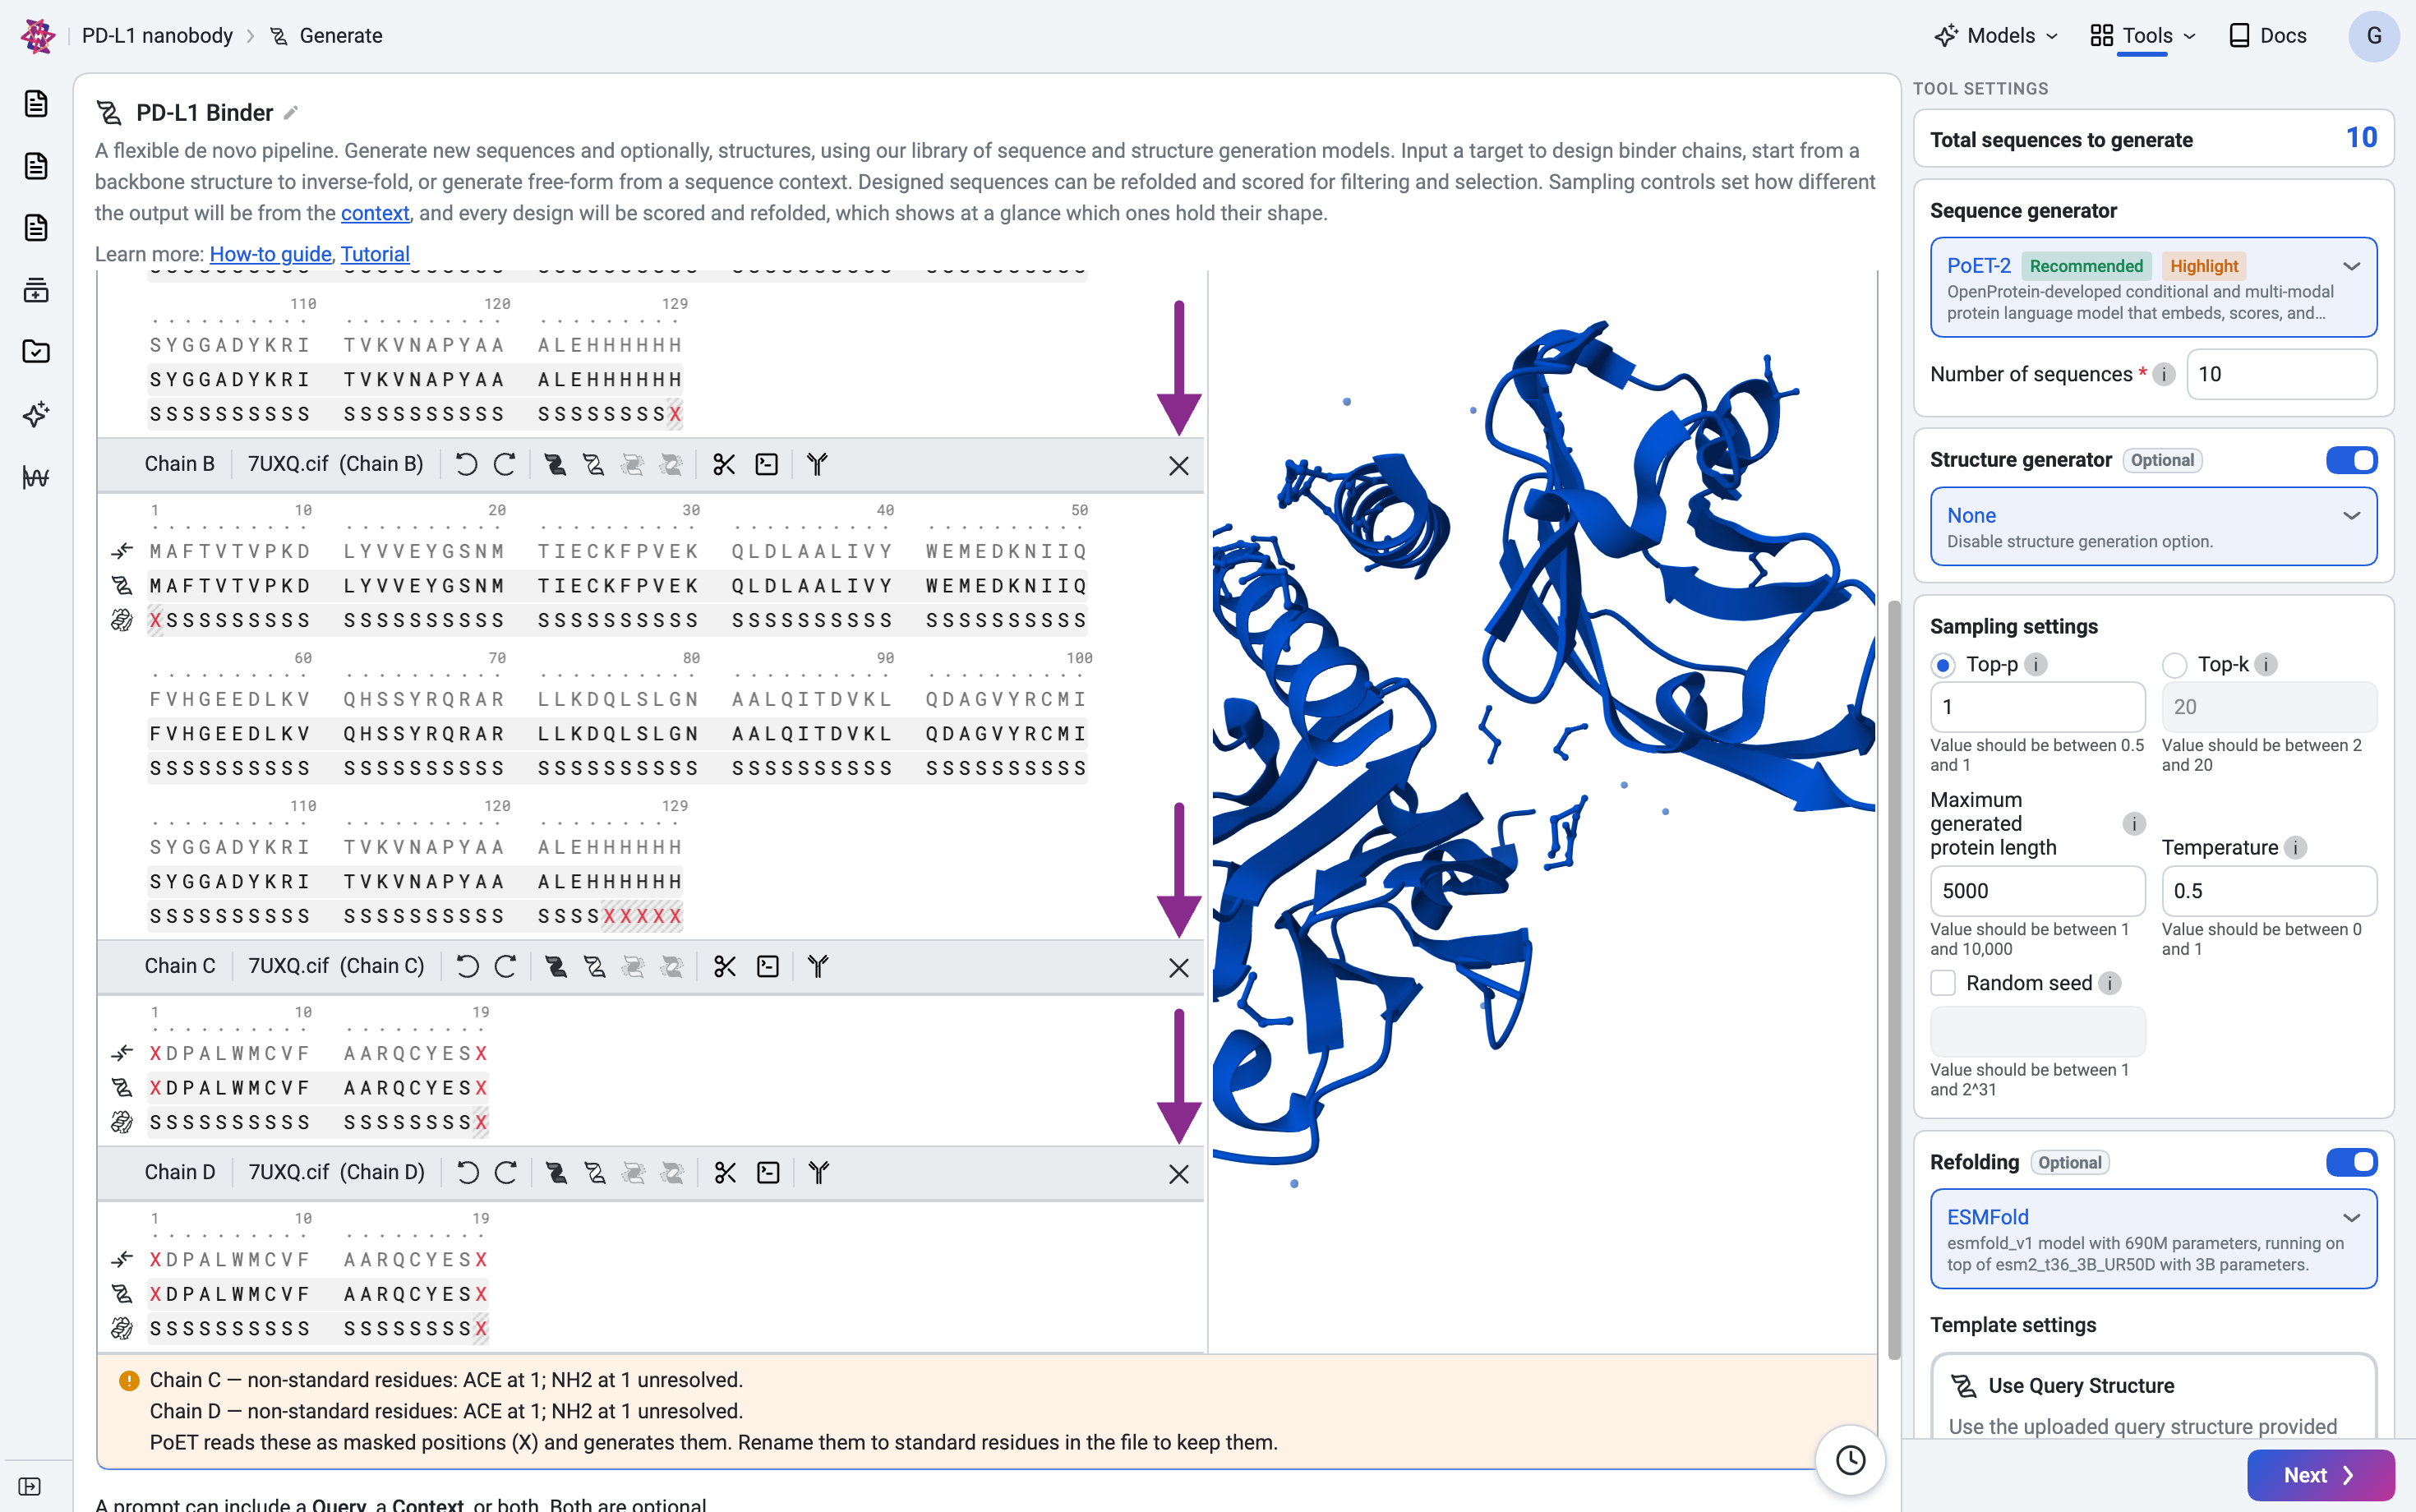 PD-L1 nanobody > Generate
Models
Tools
Docs
G
PD-L1 Binder
A flexible de novo pipeline. Generate new sequences and optionally, structures, using our library of sequence and structure generation models. Input a target to design binder chains, start from a
backbone structure to inverse-fold, or generate free-form from a sequence context. Designed sequences can be refolded and scored for filtering and selection. Sampling controls set how different
the output will be from the context, and every design will be scored and refolded, which shows at a glance which ones hold their shape.
Learn more: How-to guide, Tutorial
110 120 129
SYGGADYKRI TVKVNAPYAA ALEHHHHHH
SYGGADYKRI TVKVNAPYAA ALEHHHHHH
SSSSSSSSSS SSSSSSSSSS SSSSSSSSX
Chain B 7UXQ.cif (Chain B)
1 10 20 30 40 50
MAFTVTVPKD LYVVEYGSNM TIECKFPVEK QLDLAALIVY WEMEDKNIIQ
MAFTVTVPKD LYVVEYGSNM TIECKFPVEK QLDLAALIVY WEMEDKNIIQ
XSSSSSSSSS SSSSSSSSSS SSSSSSSSSS SSSSSSSSSS SSSSSSSSSS
60 70 80 90 100
FVHGEEDLKV QHSSYRQRAR LLKDQLSLGN AALQITDVKL QDAGVYRCMI
FVHGEEDLKV QHSSYRQRAR LLKDQLSLGN AALQITDVKL QDAGVYRCMI
SSSSSSSSSS SSSSSSSSSS SSSSSSSSSS SSSSSSSSSS SSSSSSSSSS
110 120 129
SYGGADYKRI TVKVNAPYAA ALEHHHHHH
SYGGADYKRI TVKVNAPYAA ALEHHHHHH
SSSSSSSSSS SSSSSSSSSS SSSSXXXXX
Chain C 7UXQ.cif (Chain C)
1 10 19
XDPALWMCVF AARQCYESX
XDPALWMCVF AARQCYESX
SSSSSSSSSS SSSSSSSSX
Chain D 7UXQ.cif (Chain D)
1 10 19
XDPALWMCVF AARQCYESX
XDPALWMCVF AARQCYESX
SSSSSSSSSS SSSSSSSSX
Chain C — non-standard residues: ACE at 1; NH2 at 1 unresolved.
Chain D — non-standard residues: ACE at 1; NH2 at 1 unresolved.
PoET reads these as masked positions (X) and generates them. Rename them to standard residues in the file to keep them.
A prompt can include a Query, a Context, or both. Both are optional
TOOL SETTINGS
Total sequences to generate 10
Sequence generator
PoET-2 Recommended Highlight
OpenProtein-developed conditional and multi-modal
protein language model that embeds, scores, and...
Number of sequences * 10
Structure generator Optional
None
Disable structure generation option.
Sampling settings
Top-p Top-k
1 20
Value should be between 0.5
and 1
Value should be between 2
and 20
Maximum
generated
protein length
Temperature
5000 0.5
Value should be between 1
and 10,000
Value should be between 0
and 1
Random seed
Value should be between 1
and 2^31
Refolding Optional
ESMFold
esmfold_v1 model with 690M parameters, running on
top of esm2_t36_3B_UR50D with 3B parameters.
Template settings
Use Query Structure
Use the uploaded query structure provided
Next